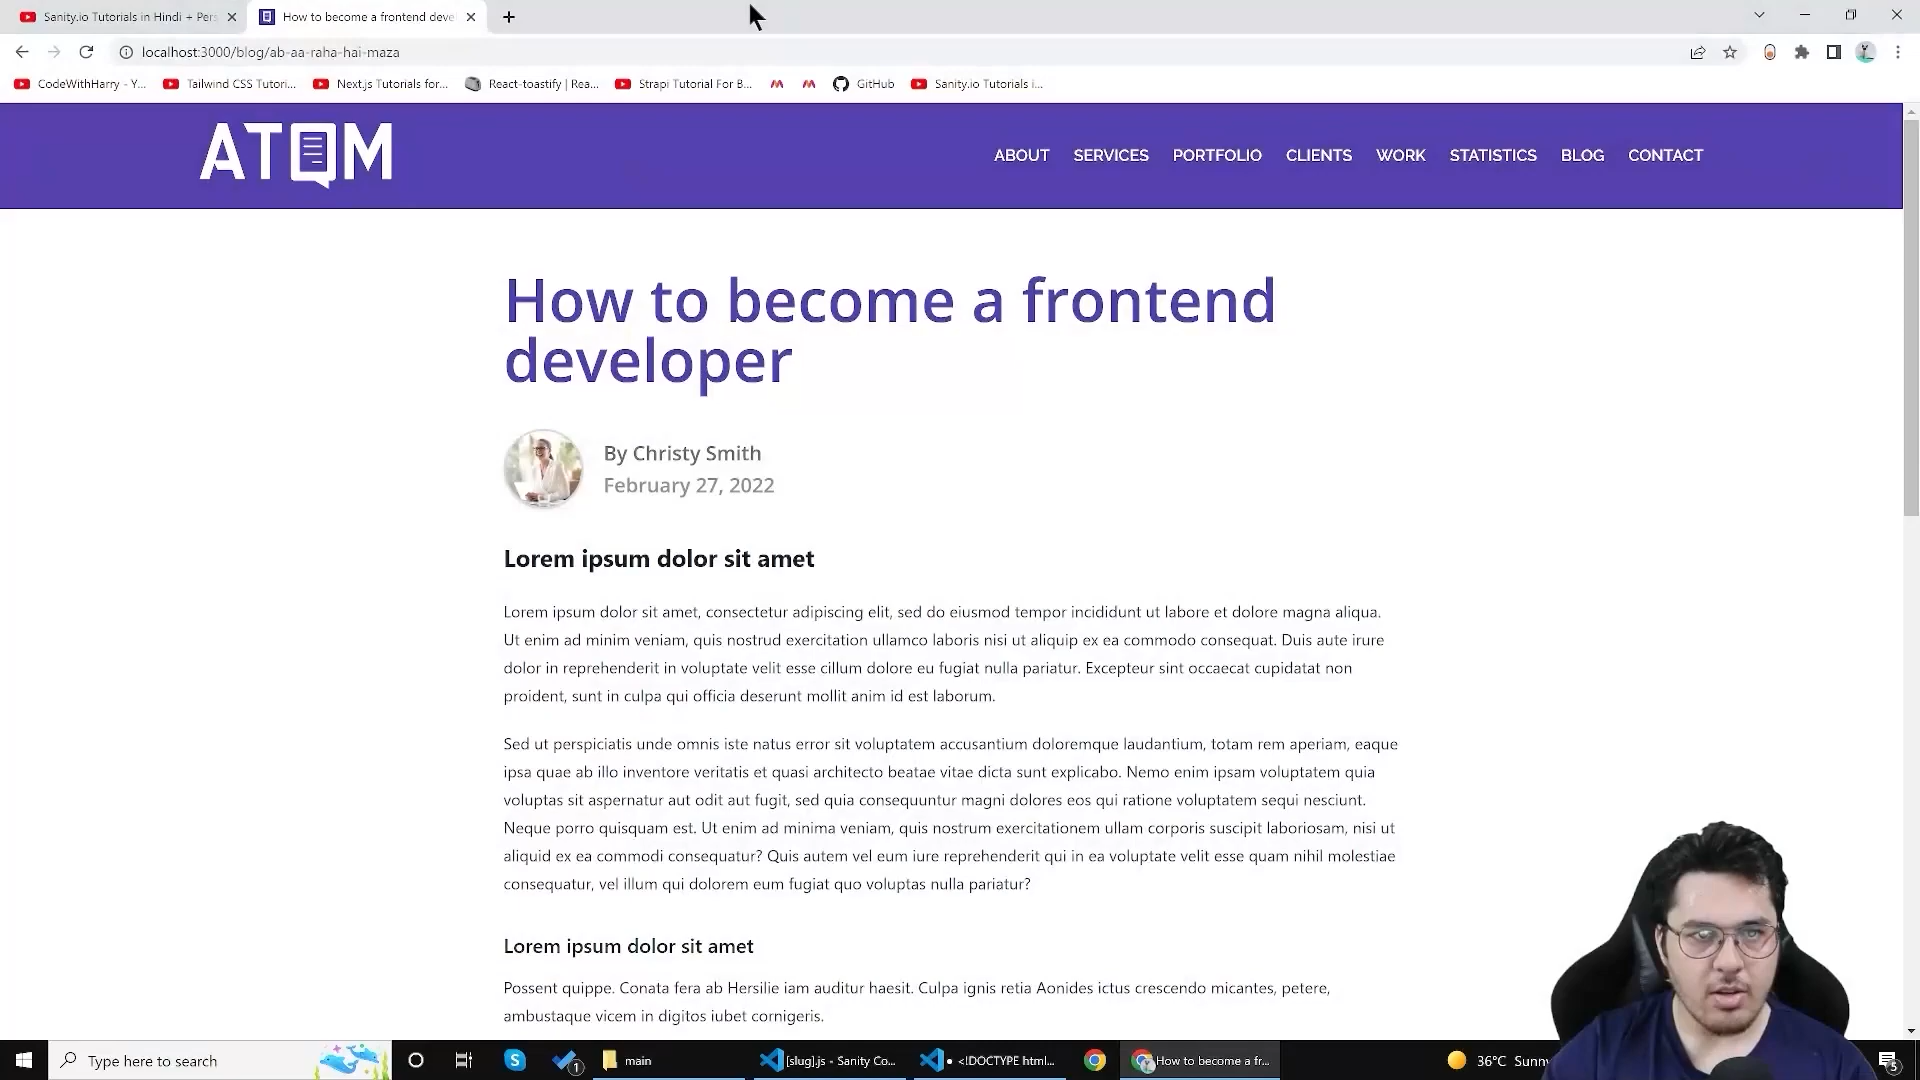 Sanity.io Tutorials in Hindi + Pers
How to become a frontend deve
localhost:3000/blog/ab-aa-raha-hai-maza
CodeWithHarry - Y...
Tailwind CSS Tutori...
Next.js Tutorials for...
React-toastify | Rea...
Strapi Tutorial For B...
GitHub
Sanity.io Tutorials i...
ATOM
ABOUT
SERVICES
PORTFOLIO
CLIENTS
WORK
STATISTICS
BLOG
CONTACT
How to become a frontend
developer
By Christy Smith
February 27, 2022
Lorem ipsum dolor sit amet
Lorem ipsum dolor sit amet, consectetur adipiscing elit, sed do eiusmod tempor incididunt ut labore et dolore magna aliqua.
Ut enim ad minim veniam, quis nostrud exercitation ullamco laboris nisi ut aliquip ex ea commodo consequat. Duis aute irure
dolor in reprehenderit in voluptate velit esse cillum dolore eu fugiat nulla pariatur. Excepteur sint occaecat cupidatat non
proident, sunt in culpa qui officia deserunt mollit anim id est laborum.
Sed ut perspiciatis unde omnis iste natus error sit voluptatem accusantium doloremque laudantium, totam rem aperiam, eaque
ipsa quae ab illo inventore veritatis et quasi architecto beatae vitae dicta sunt explicabo. Nemo enim ipsam voluptatem quia
voluptas sit aspernatur aut odit aut fugit, sed quia consequuntur magni dolores eos qui ratione voluptatem sequi nesciunt.
Neque porro quisquam est. Ut enim ad minima veniam, quis nostrum exercitationem ullam corporis suscipit laboriosam, nisi ut
aliquid ex ea commodi consequatur? Quis autem vel eum iure reprehenderit qui in ea voluptate velit esse quam nihil molestiae
consequatur, vel illum qui dolorem eum fugiat quo voluptas nulla pariatur?
Lorem ipsum dolor sit amet
Possent quippe. Conata fera ab Hersilie iam auditur haesit. Culpa ignis retia Aonides ictus crescendo micantes, petere,
ambustaque vicem in digitos iubet cornigeris.
Type here to search
1
main
[slug].js - Sanity Co...
• <!DOCTYPE html...
How to become a fr...
36°C Sunny
5